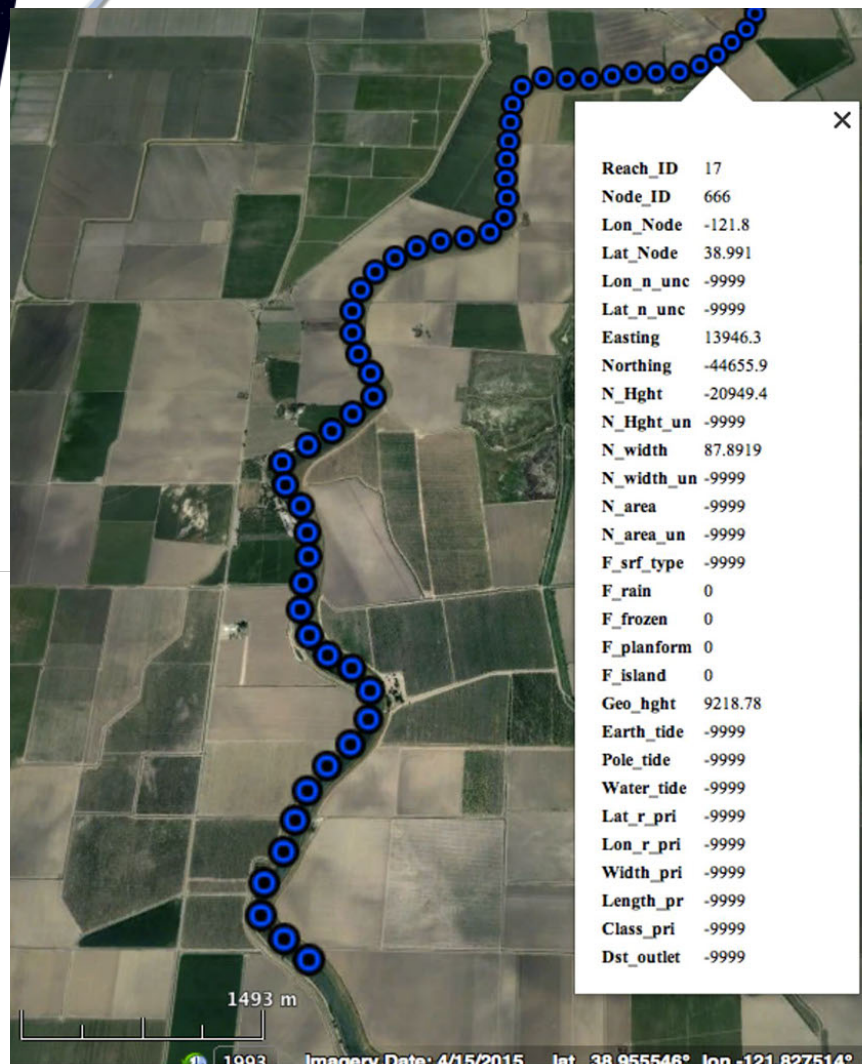 Reach_ID 17
Node_ID 666
Lon_Node -121.8
Lat_Node 38.991
Lon_n_unc -9999
Lat_n_unc -9999
Easting 13946.3
Northing -44655.9
N_Hght -20949.4
N_Hght_un -9999
N_width 87.8919
N_width_un -9999
N_area -9999
N_area_un -9999
F_srf_type -9999
F_rain 0
F_frozen 0
F_planform 0
F_island 0
Geo_hght 9218.78
Earth_tide -9999
Pole_tide -9999
Water_tide -9999
Lat_r_pri -9999
Lon_r_pri -9999
Width_pri -9999
Length_pr -9999
Class_pri -9999
Dst_outlet -9999
1493 m
1993 Imagery Date: 4/15/2015 lat 38.955546° lon -121.827514°